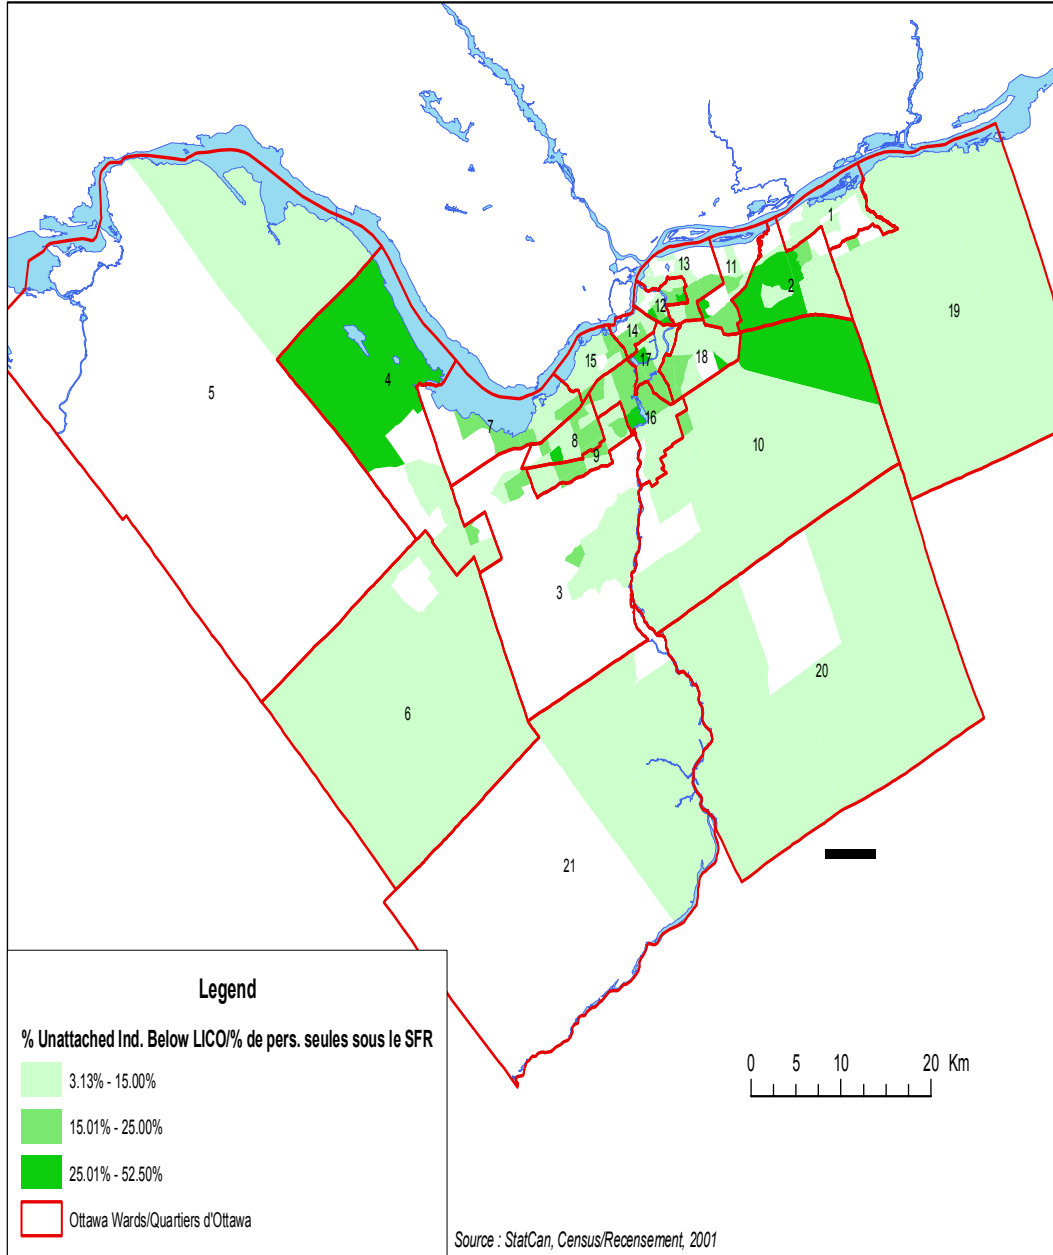 1
2
13
11
12
19
14
15
17
18
4
5
16
7
8
9
10
3
20
6
21
Legend
% Unattached Ind. Below LICO/% de pers. seules sous le SFR
3.13% - 15.00%
15.01% - 25.00%
25.01% - 52.50%
Ottawa Wards/Quartiers d'Ottawa
0 5 10 20 Km
Source : StatCan, Census/Recensement, 2001